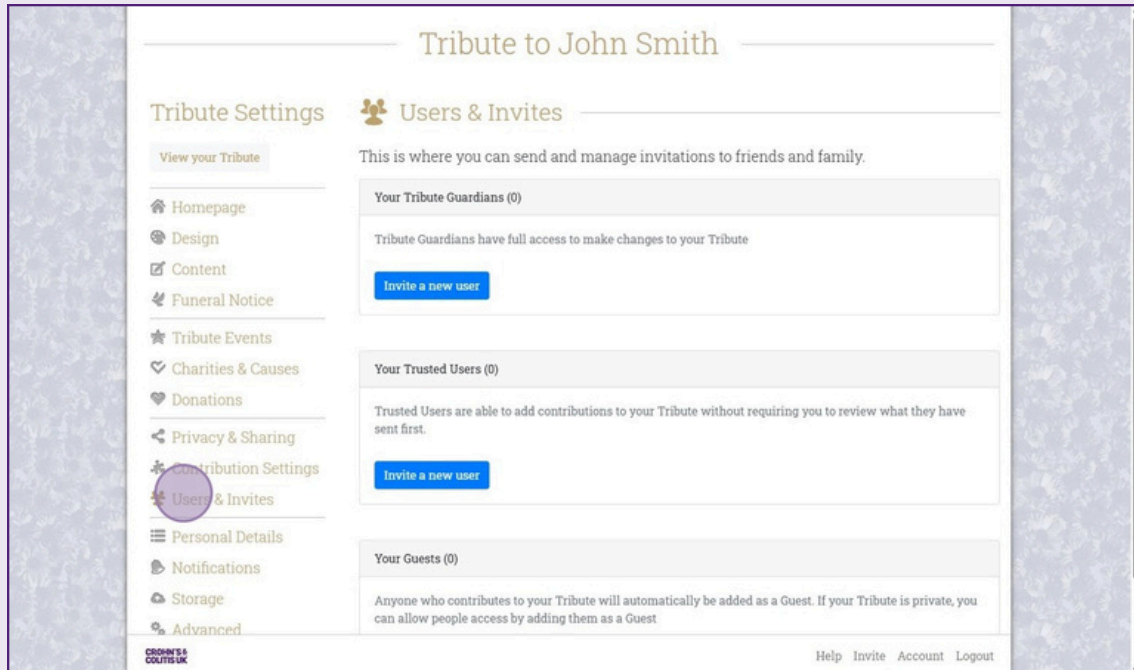 Tribute to John Smith
Tribute Settings
View your Tribute
Homepage
Design
Content
Funeral Notice
Tribute Events
Charities & Causes
Donations
Privacy & Sharing
Contribution Settings
Users & Invites
Personal Details
Notifications
Storage
Advanced
Users & Invites
This is where you can send and manage invitations to friends and family.
Your Tribute Guardians (0)
Tribute Guardians have full access to make changes to your Tribute
Invite a new user
Your Trusted Users (0)
Trusted Users are able to add contributions to your Tribute without requiring you to review what they have
sent first.
Invite a new user
Your Guests (0)
Anyone who contributes to your Tribute will automatically be added as a Guest. If your Tribute is private, you
can allow people access by adding them as a Guest
CROHN'S &
COLITIS UK
Help Invite Account Logout